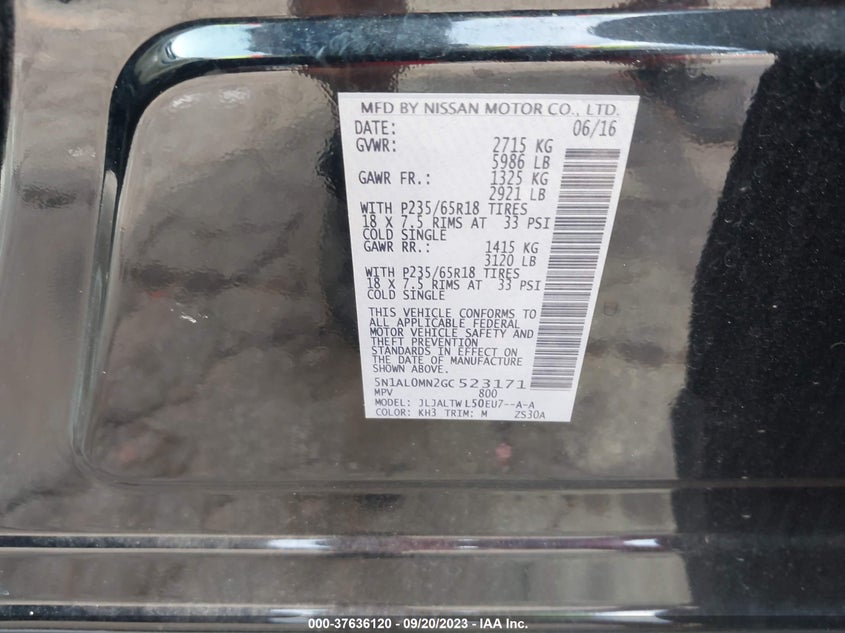 MFD BY NISSAN MOTOR CO., LTD.
DATE: 06/16
GVWR: 2715 KG
5986 LB
GAWR FR.: 1325 KG
2921 LB
WITH P235/65R18 TIRES
18 X 7.5 RIMS AT 33 PSI
COLD SINGLE
GAWR RR.: 1415 KG
3120 LB
WITH P235/65R18 TIRES
18 X 7.5 RIMS AT 33 PSI
COLD SINGLE
THIS VEHICLE CONFORMS TO
ALL APPLICABLE FEDERAL
MOTOR VEHICLE SAFETY AND
THEFT PREVENTION
STANDARDS IN EFFECT ON
THE DATE OF MANUFACTURE
SHOWN ABOVE.
5N1AL0MN2GC523171
MPV 800
MODEL: JLJALTWL50EU7--A-A
COLOR: KH3 TRIM: M ZS30A
000-37636120 - 09/20/2023 - IAA Inc.